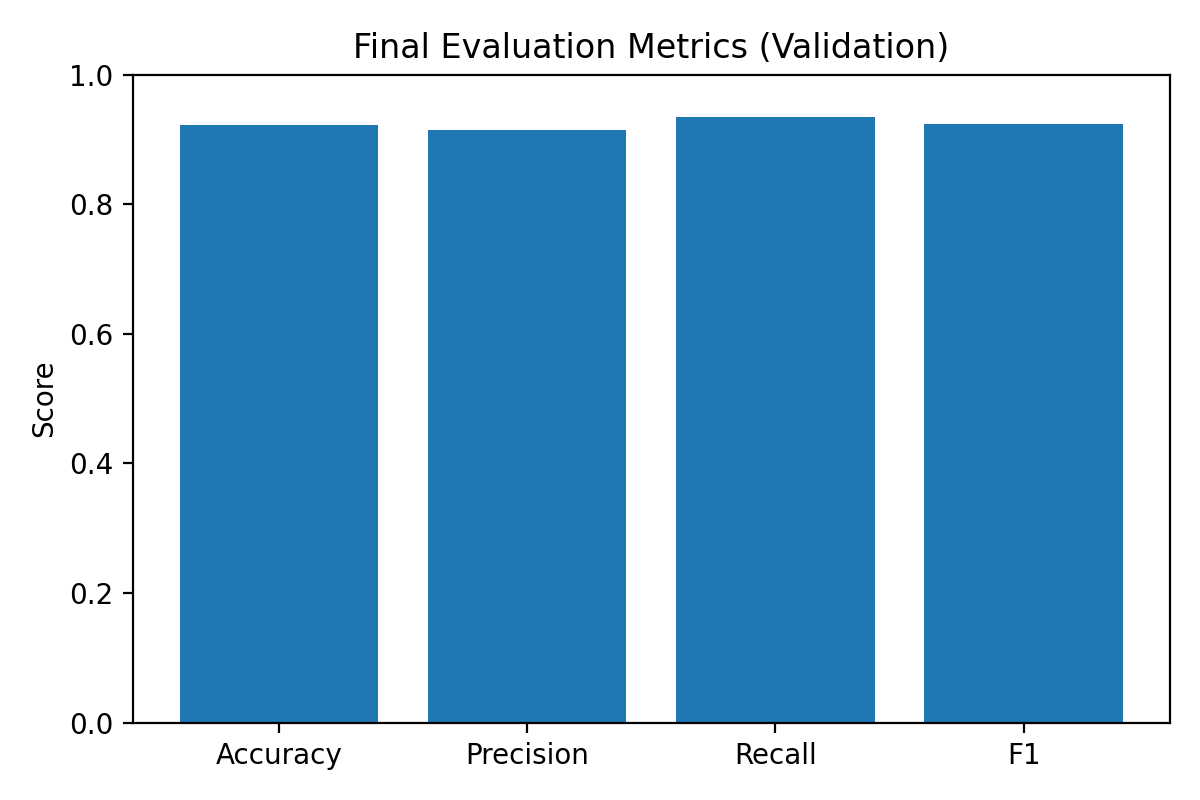 Final Evaluation Metrics (Validation)
1.0
0.8
0.6
0.4
0.2
0.0
Score
Accuracy Precision Recall F1